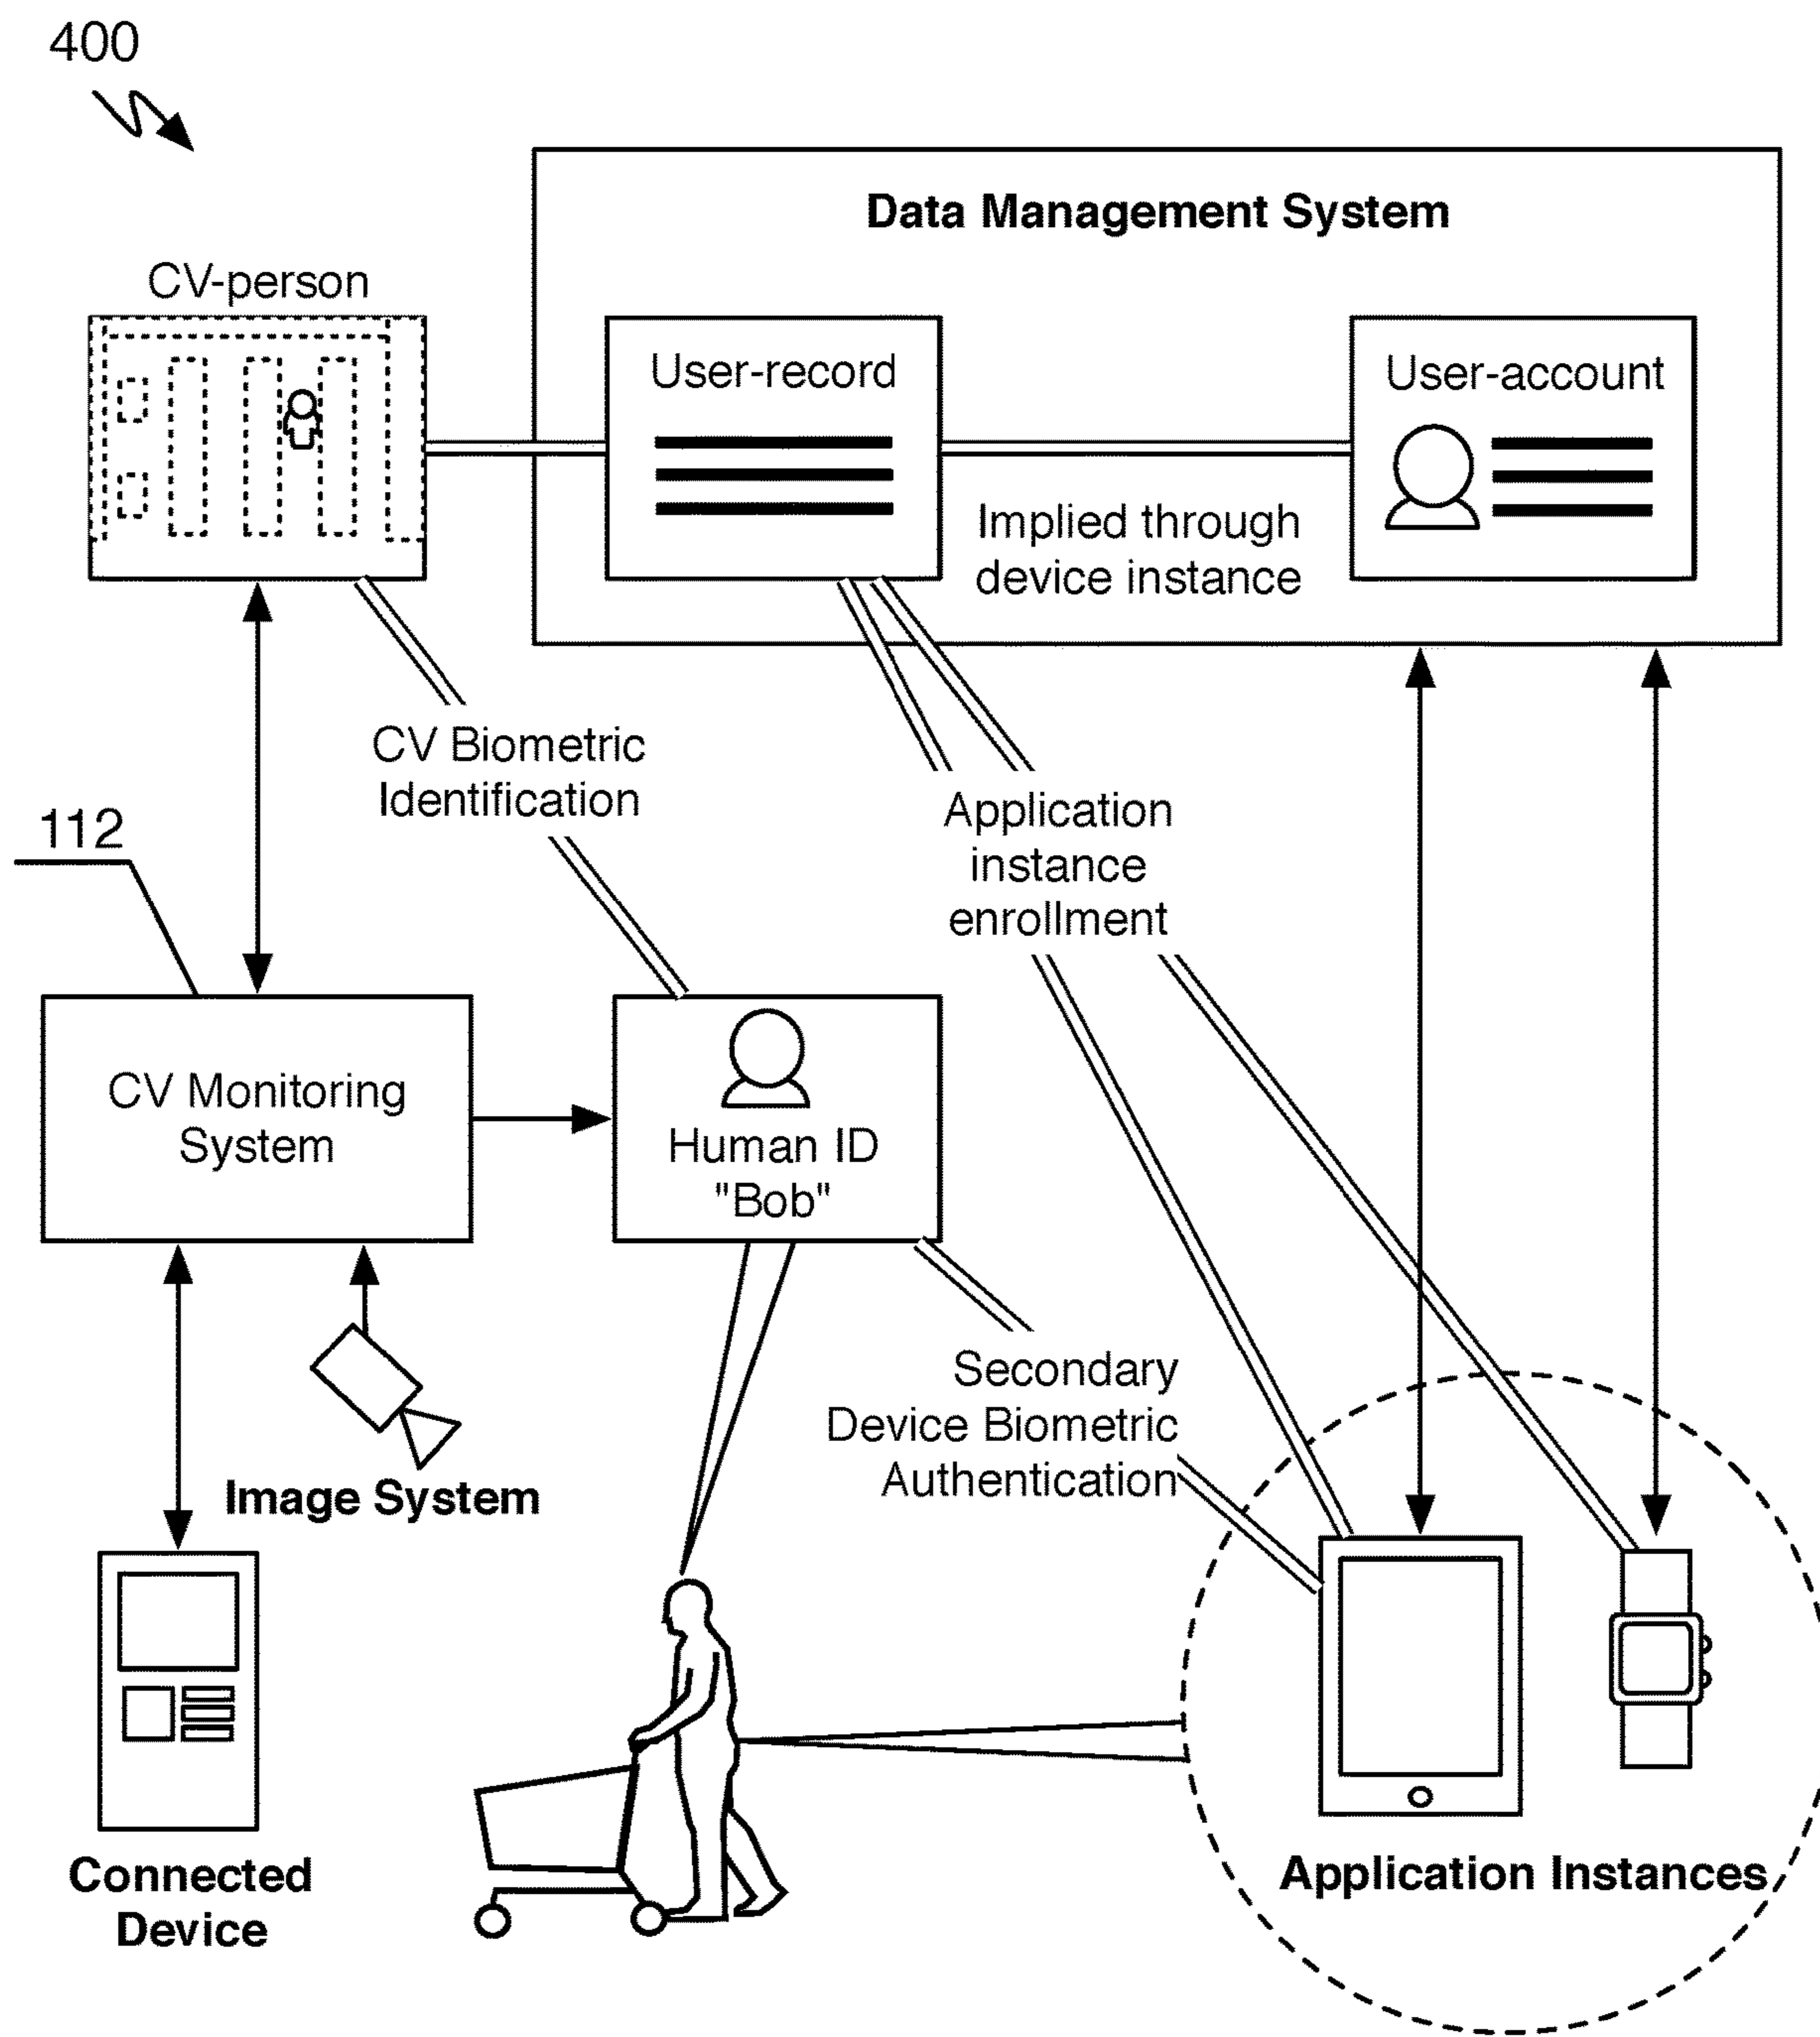 400
Data Management System
CV-person
User-record
User-account
Implied through
device instance
CV Biometric
Identification
Application
instance
enrollment
112
CV Monitoring
System
Human ID
"Bob"
Secondary
Device Biometric
Authentication
Image System
Connected
Device
Application Instances